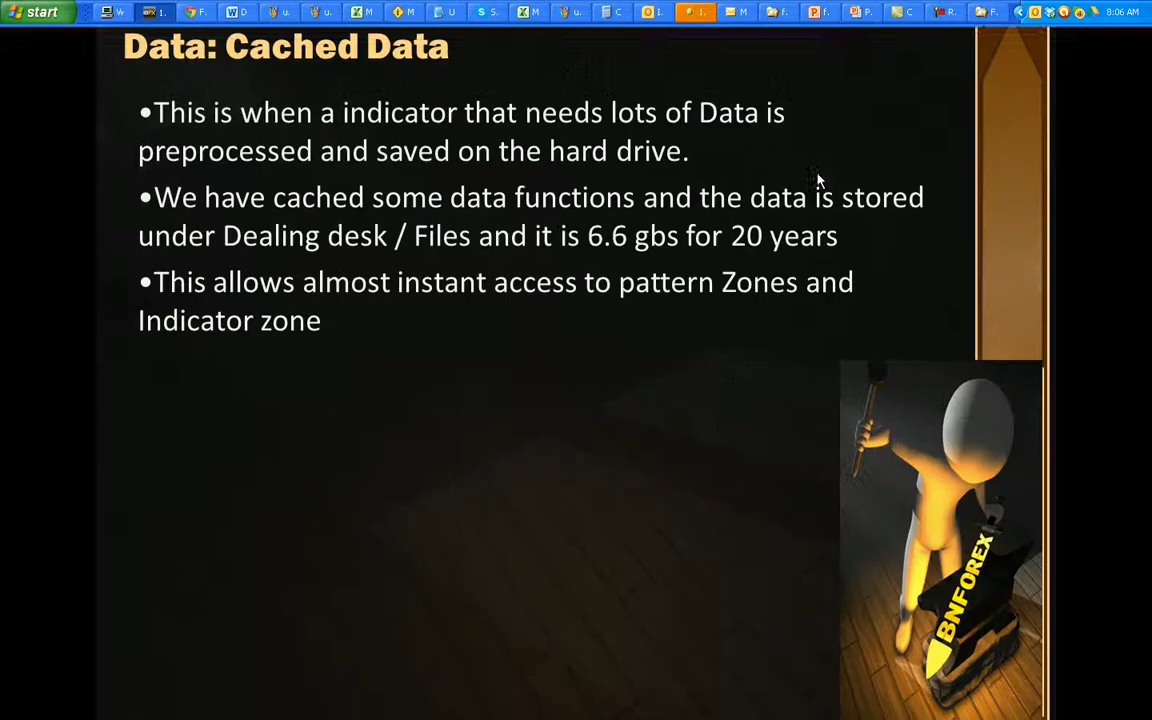 start W 1. F. W D u. u. X M M U S. X M u. C I. 1. M f. f. P. C R. F. 8:06 AM
Data: Cached Data
•This is when a indicator that needs lots of Data is
preprocessed and saved on the hard drive.
•We have cached some data functions and the data is stored
under Dealing desk / Files and it is 6.6 gbs for 20 years
•This allows almost instant access to pattern Zones and
Indicator zone
BNFOREX